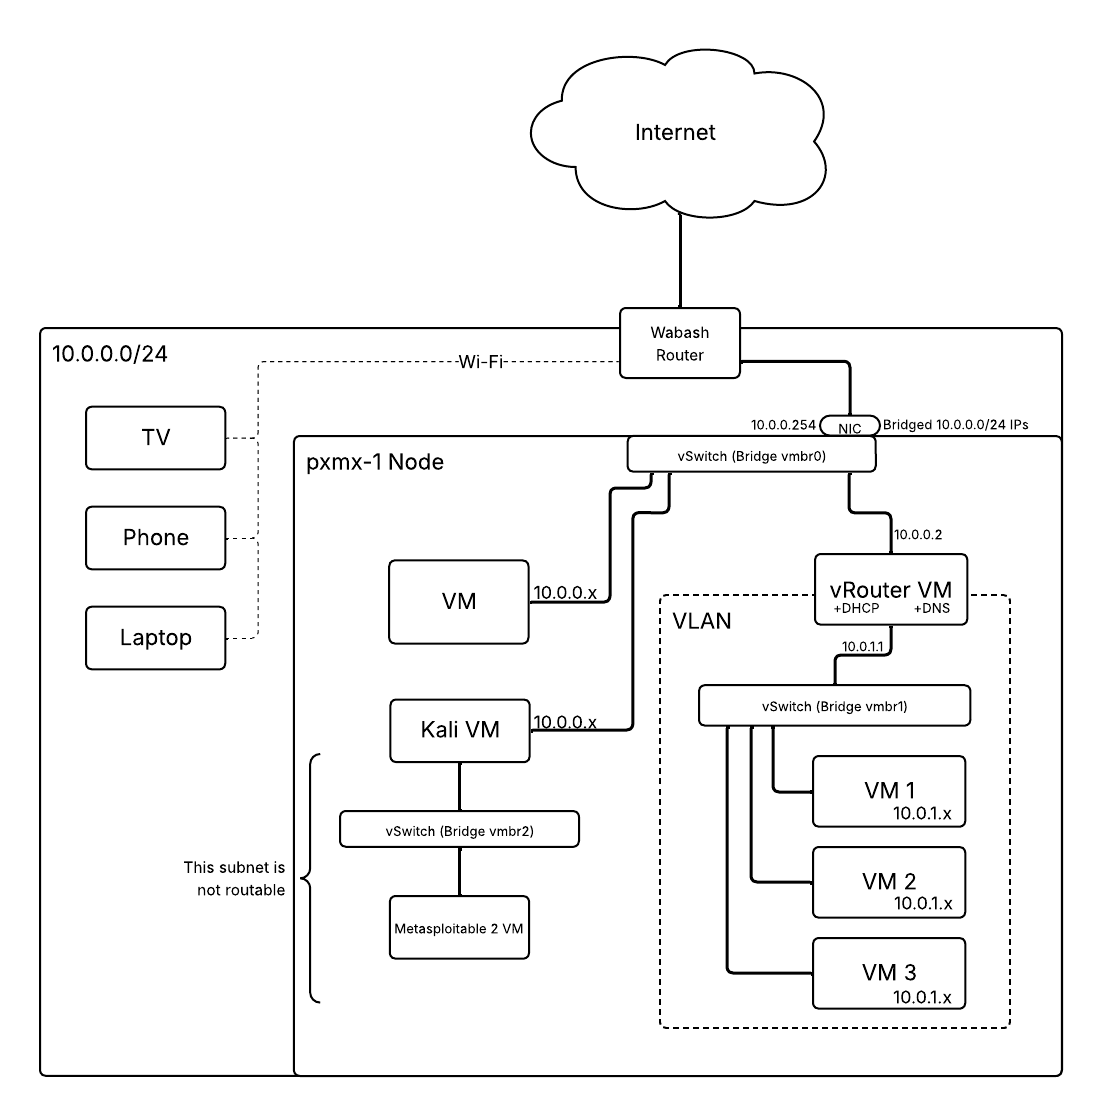 Internet
Wabash
Router
10.0.0.0/24
Wi-Fi
TV
Phone
Laptop
10.0.0.254
NIC
Bridged 10.0.0.0/24 IPs
pxmx-1 Node
vSwitch (Bridge vmbr0)
10.0.0.2
VM
10.0.0.x
vRouter VM
+DHCP
+DNS
VLAN
10.0.1.1
Kali VM
10.0.0.x
vSwitch (Bridge vmbr1)
VM 1
10.0.1.x
vSwitch (Bridge vmbr2)
This subnet is
not routable
VM 2
10.0.1.x
Metasploitable 2 VM
VM 3
10.0.1.x